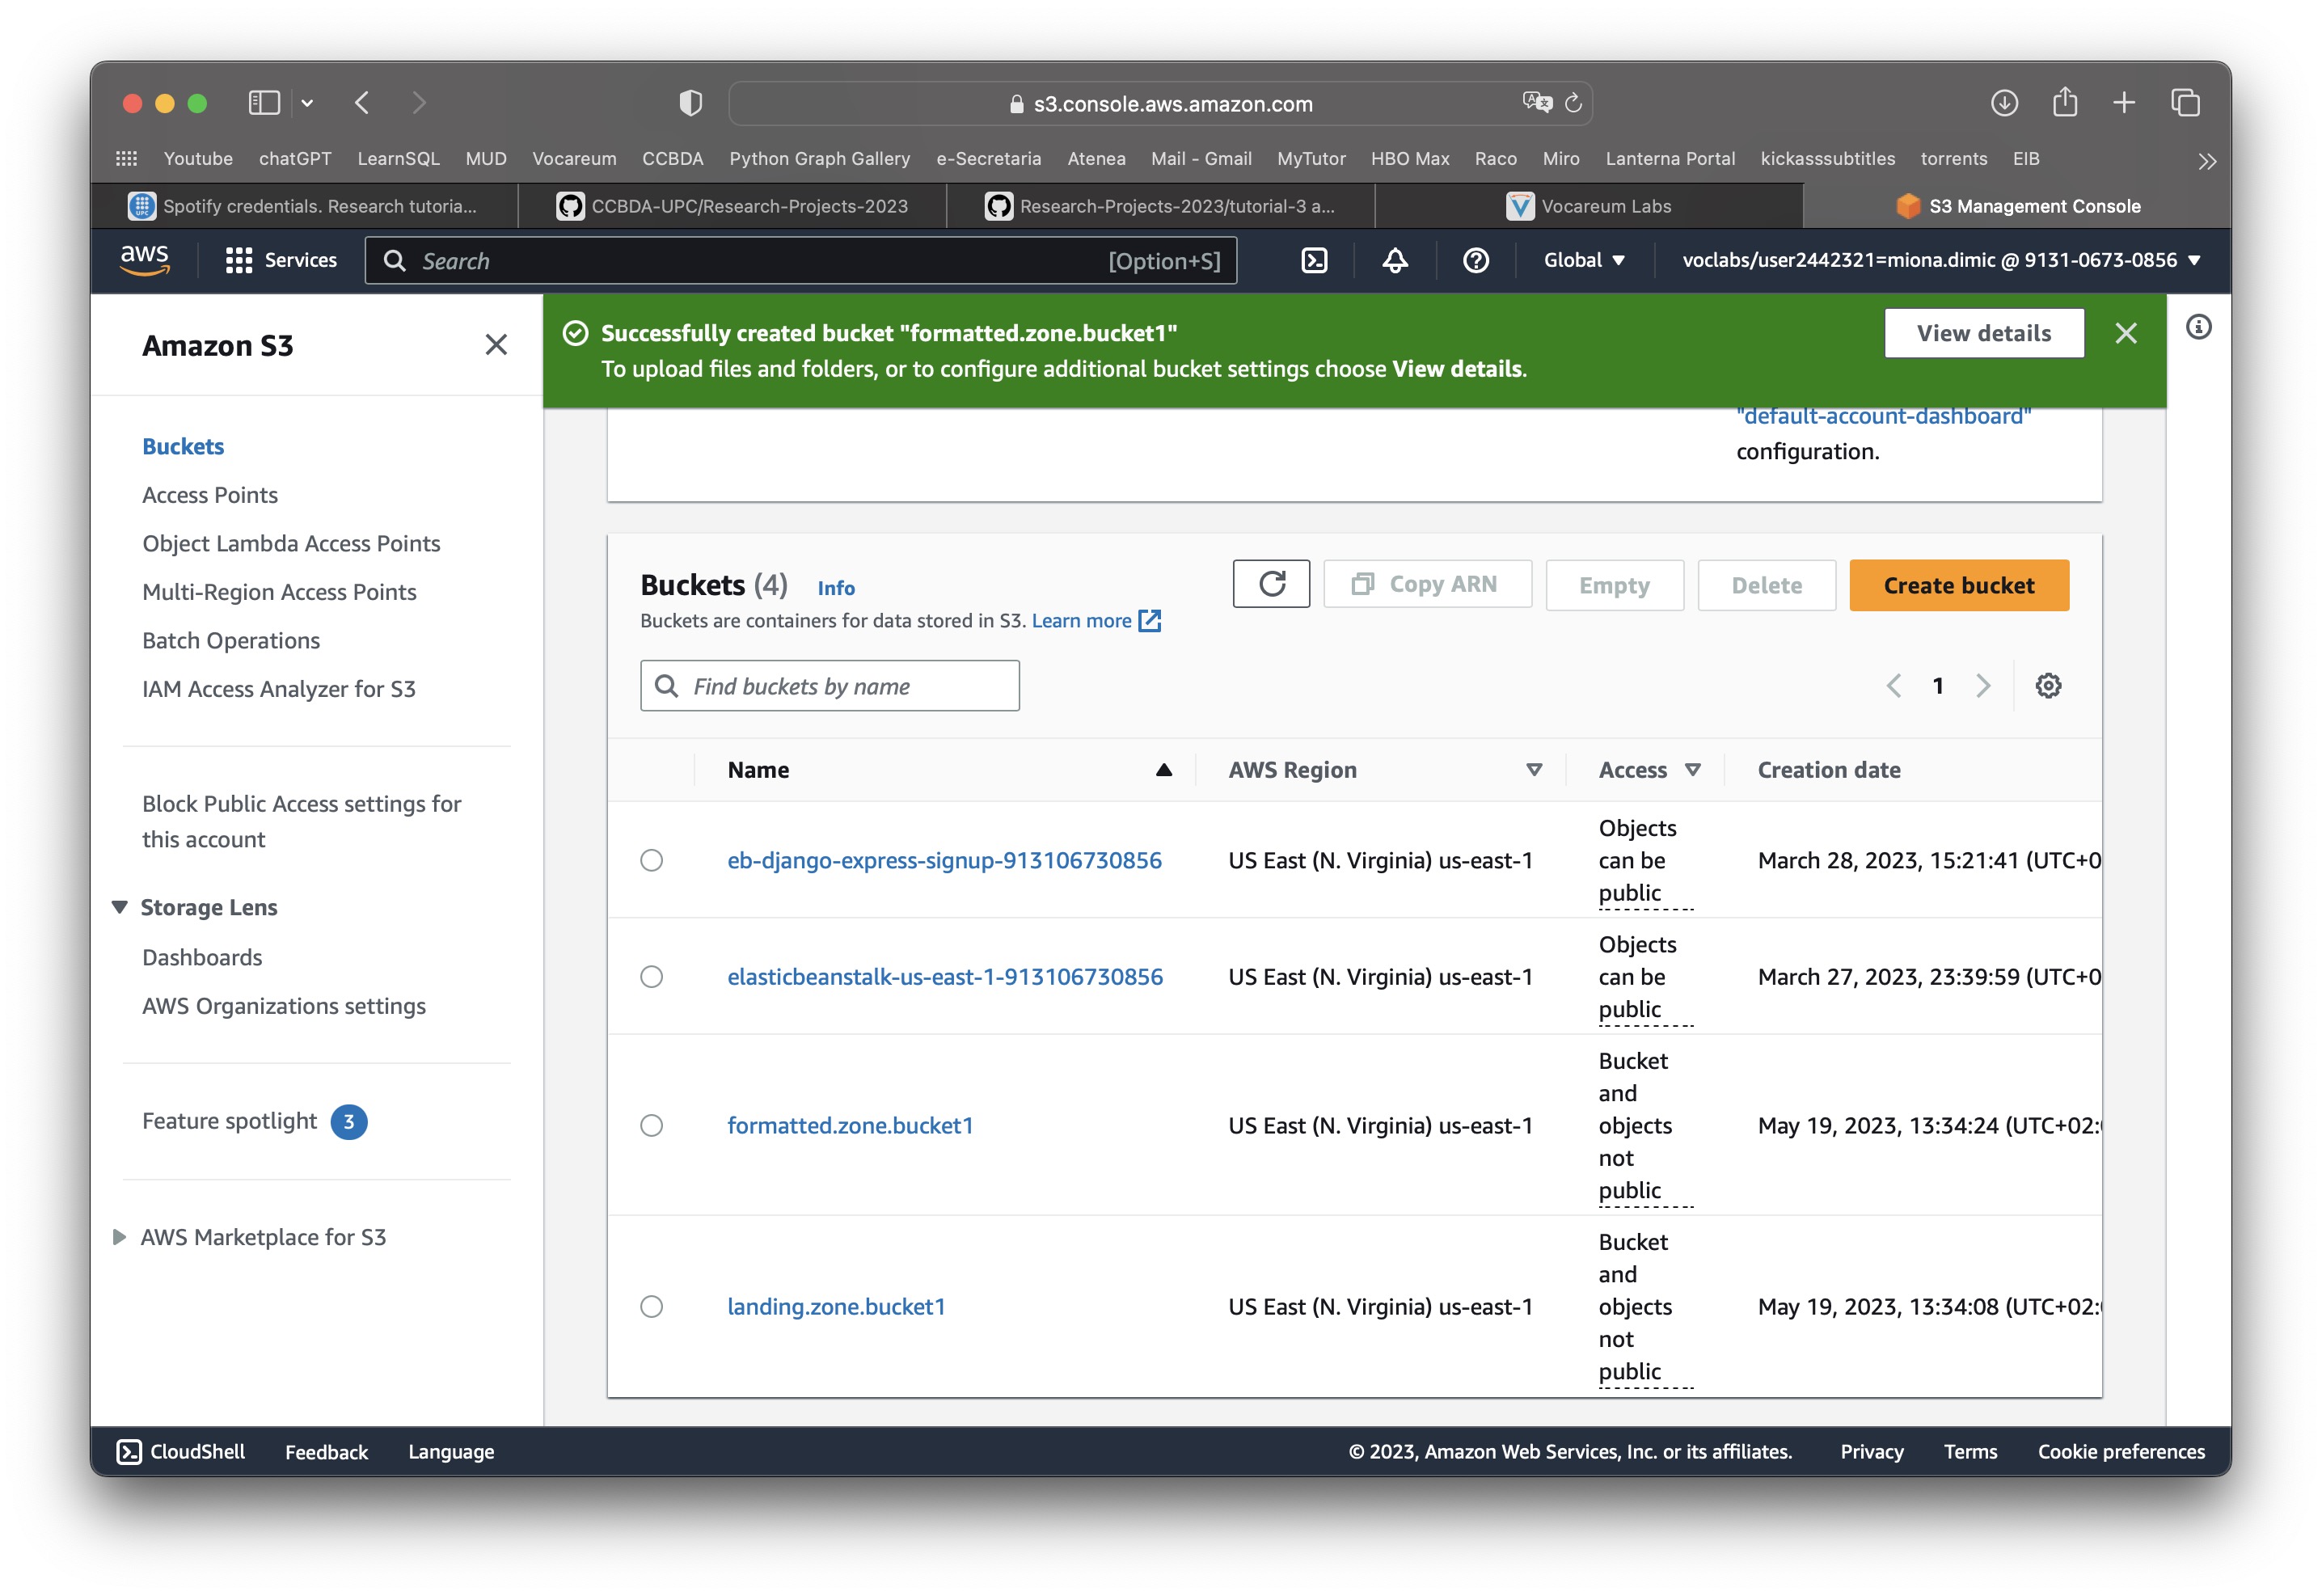 s3.console.aws.amazon.com
Youtube chatGPT LearnSQL MUD Vocareum CCBDA Python Graph Gallery e-Secretaria Atenea Mail - Gmail MyTutor HBO Max Raco Miro Lanterna Portal kickasssubtitles torrents EIB
UPC Spotify credentials. Research tutoria... CCBDA-UPC/Research-Projects-2023 Research-Projects-2023/tutorial-3 a... Vocareum Labs S3 Management Console
aws Services Search [Option+S] Global voclabs/user2442321=miona.dimic @ 9131-0673-0856
Amazon S3
Buckets
Access Points
Object Lambda Access Points
Multi-Region Access Points
Batch Operations
IAM Access Analyzer for S3
Block Public Access settings for
this account
Storage Lens
Dashboards
AWS Organizations settings
Feature spotlight 3
AWS Marketplace for S3
Successfully created bucket "formatted.zone.bucket1"
To upload files and folders, or to configure additional bucket settings choose View details.
View details
"default-account-dashboard"
configuration.
Buckets (4) Info
Buckets are containers for data stored in S3. Learn more
Copy ARN Empty Delete Create bucket
Find buckets by name
1
Name AWS Region Access Creation date
eb-django-express-signup-913106730856 US East (N. Virginia) us-east-1
Objects
can be
public
March 28, 2023, 15:21:41 (UTC+0
elasticbeanstalk-us-east-1-913106730856 US East (N. Virginia) us-east-1
Objects
can be
public
March 27, 2023, 23:39:59 (UTC+0
formatted.zone.bucket1 US East (N. Virginia) us-east-1
Bucket
and
objects
not
public
May 19, 2023, 13:34:24 (UTC+02:
landing.zone.bucket1 US East (N. Virginia) us-east-1
Bucket
and
objects
not
public
May 19, 2023, 13:34:08 (UTC+02:
CloudShell Feedback Language © 2023, Amazon Web Services, Inc. or its affiliates. Privacy Terms Cookie preferences